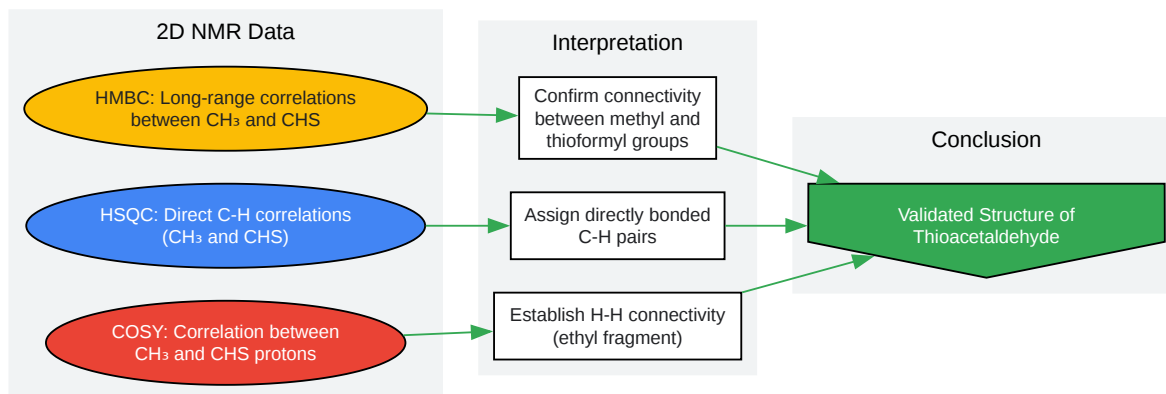 2D NMR Data
HMBC: Long-range correlations
between CH₃ and CHS
HSQC: Direct C-H correlations
(CH₃ and CHS)
COSY: Correlation between
CH₃ and CHS protons
Interpretation
Confirm connectivity
between methyl and
thioformyl groups
Assign directly bonded
C-H pairs
Establish H-H connectivity
(ethyl fragment)
Conclusion
Validated Structure of
Thioacetaldehyde